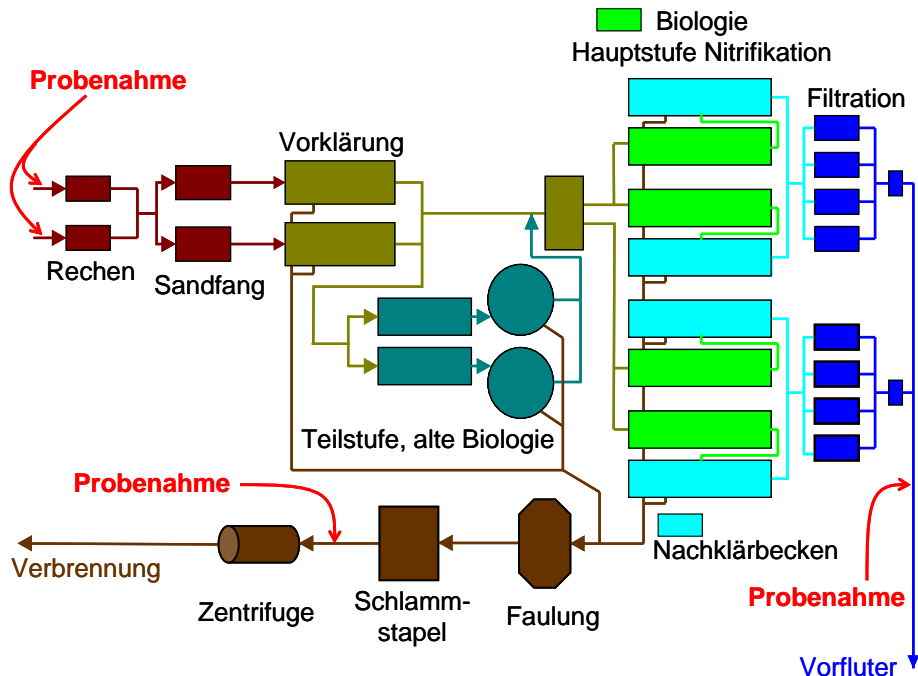 Biologie
Hauptstufe Nitrifikation
Probenahme
Filtration
Vorklärung
Rechen
Sandfang
Teilstufe, alte Biologie
Probenahme
Nachklärbecken
Verbrennung
Zentrifuge
Schlamm-
stapel
Faulung
Probenahme
Vorfluter